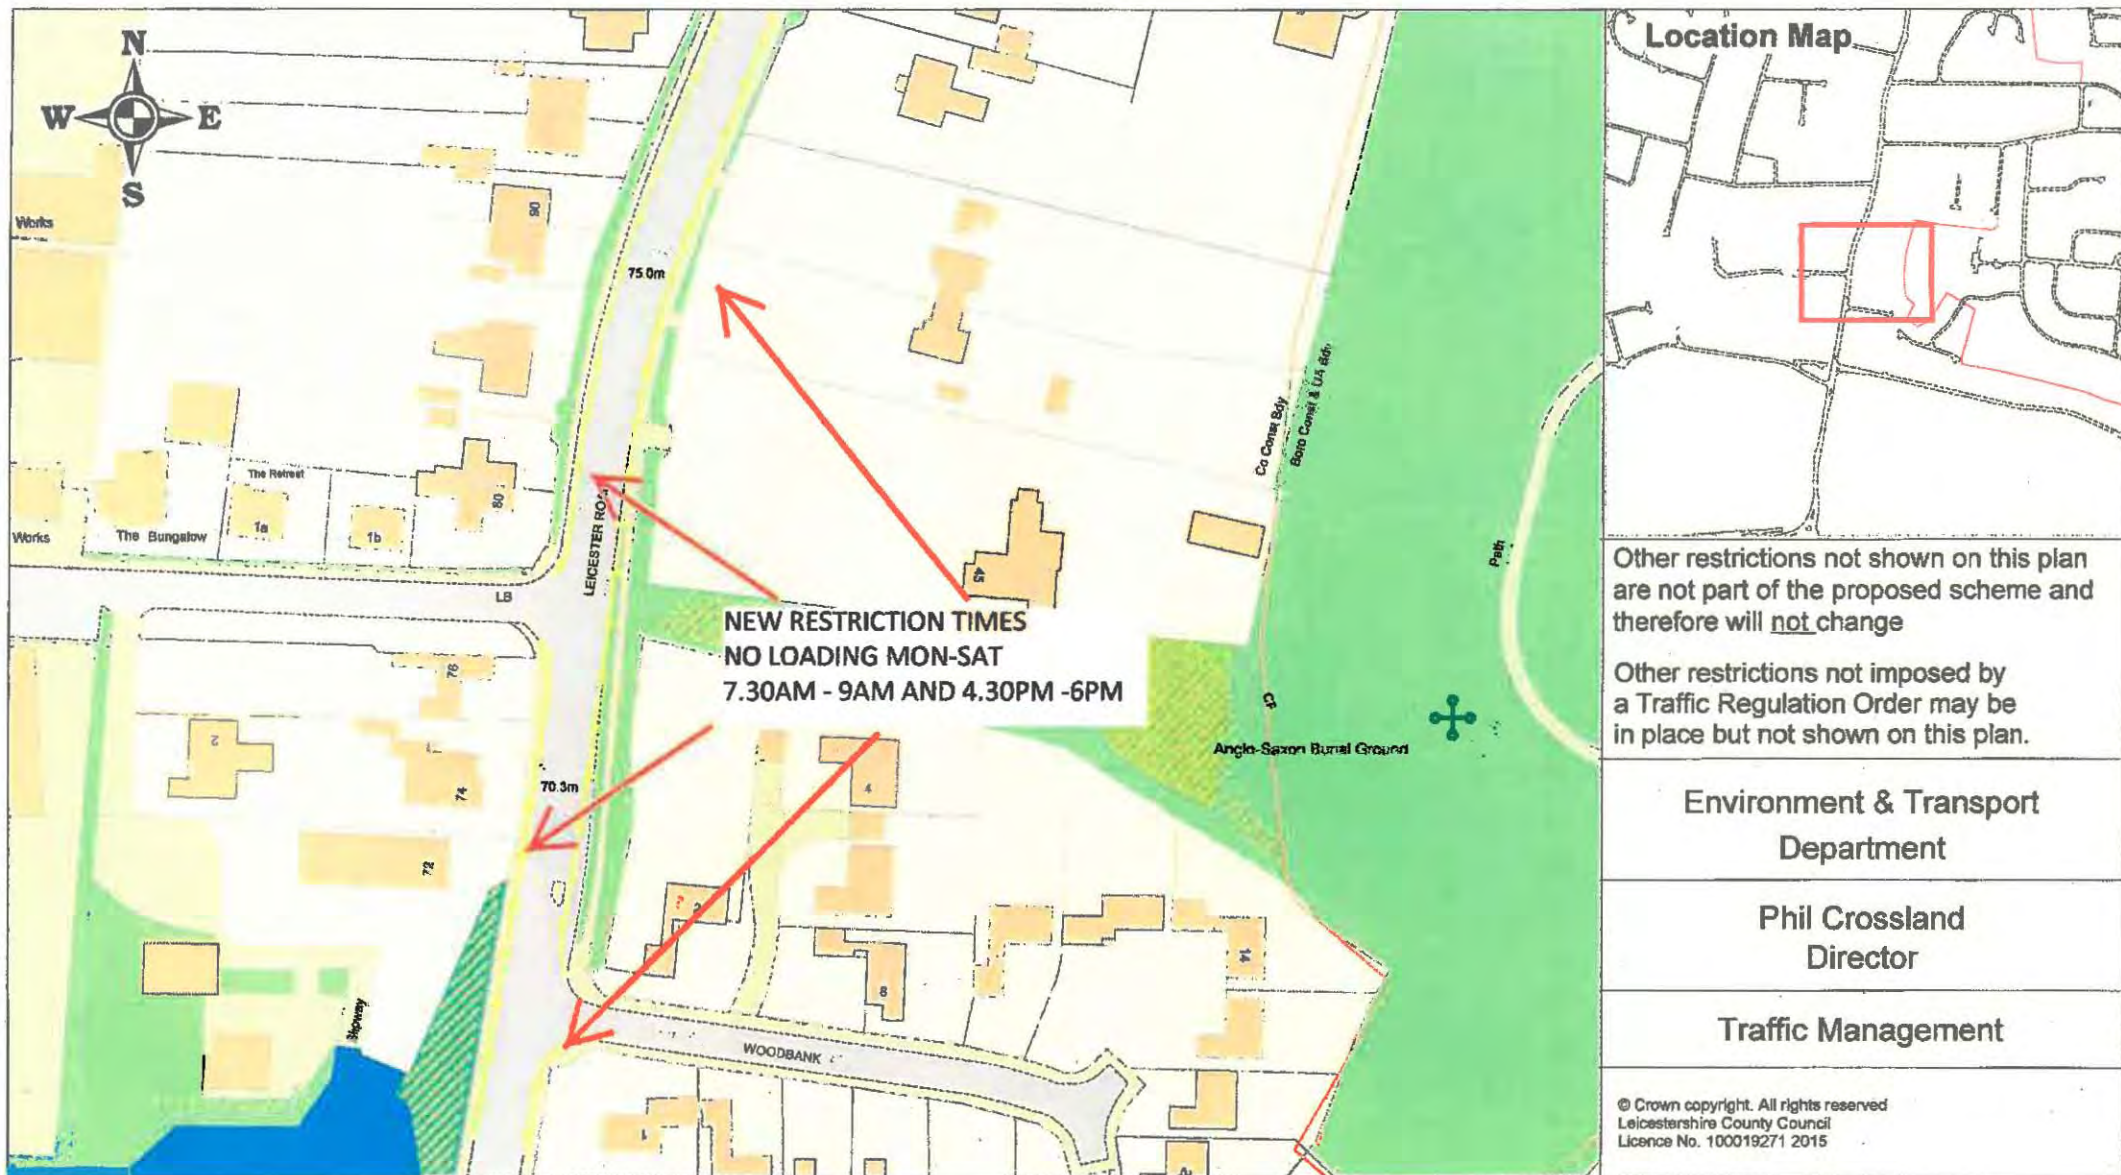 N
W
E
S
Works
90
75.0m
The Retreat
80
Works
The Bungalow
1a
1b
LB
LEICESTER ROA
45
Co Const Bdy
Boro Const & UA Bdy
Path
CF
NEW RESTRICTION TIMES
NO LOADING MON-SAT
7.30AM - 9AM AND 4.30PM -6PM
76
2
74
70.3m
72
4
Anglo-Saxon Burial Ground
2
8
14
Slipway
WOODBANK
1
Location Map
Other restrictions not shown on this plan
are not part of the proposed scheme and
therefore will not change
Other restrictions not imposed by
a Traffic Regulation Order may be
in place but not shown on this plan.
Environment & Transport
Department
Phil Crossland
Director
Traffic Management
© Crown copyright. All rights reserved
Leicestershire County Council
Licence No. 100019271 2015